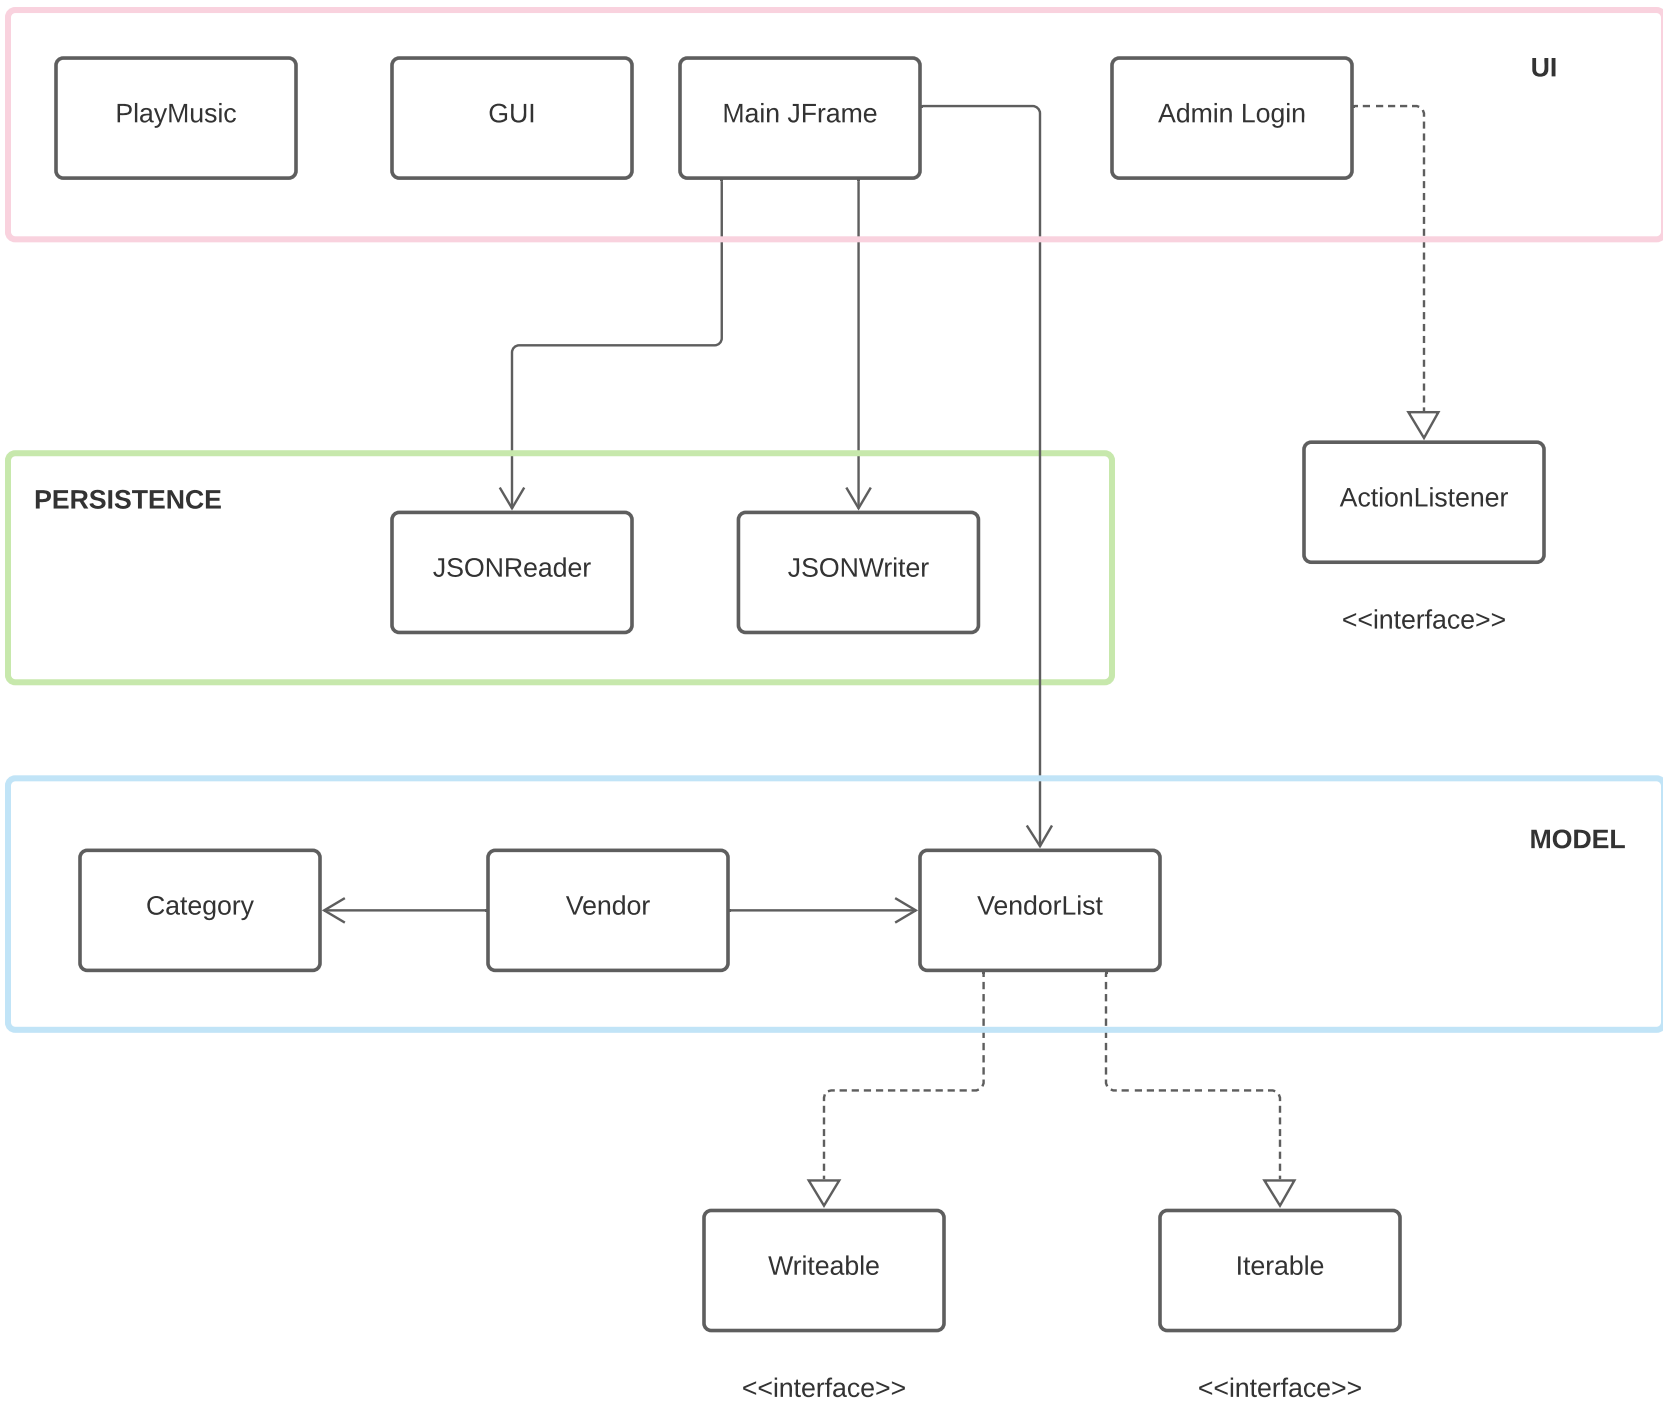 UI
PlayMusic
GUI
Main JFrame
Admin Login
PERSISTENCE
JSONReader
JSONWriter
ActionListener
<<interface>>
MODEL
Category
Vendor
VendorList
Writeable
Iterable
<<interface>>
<<interface>>